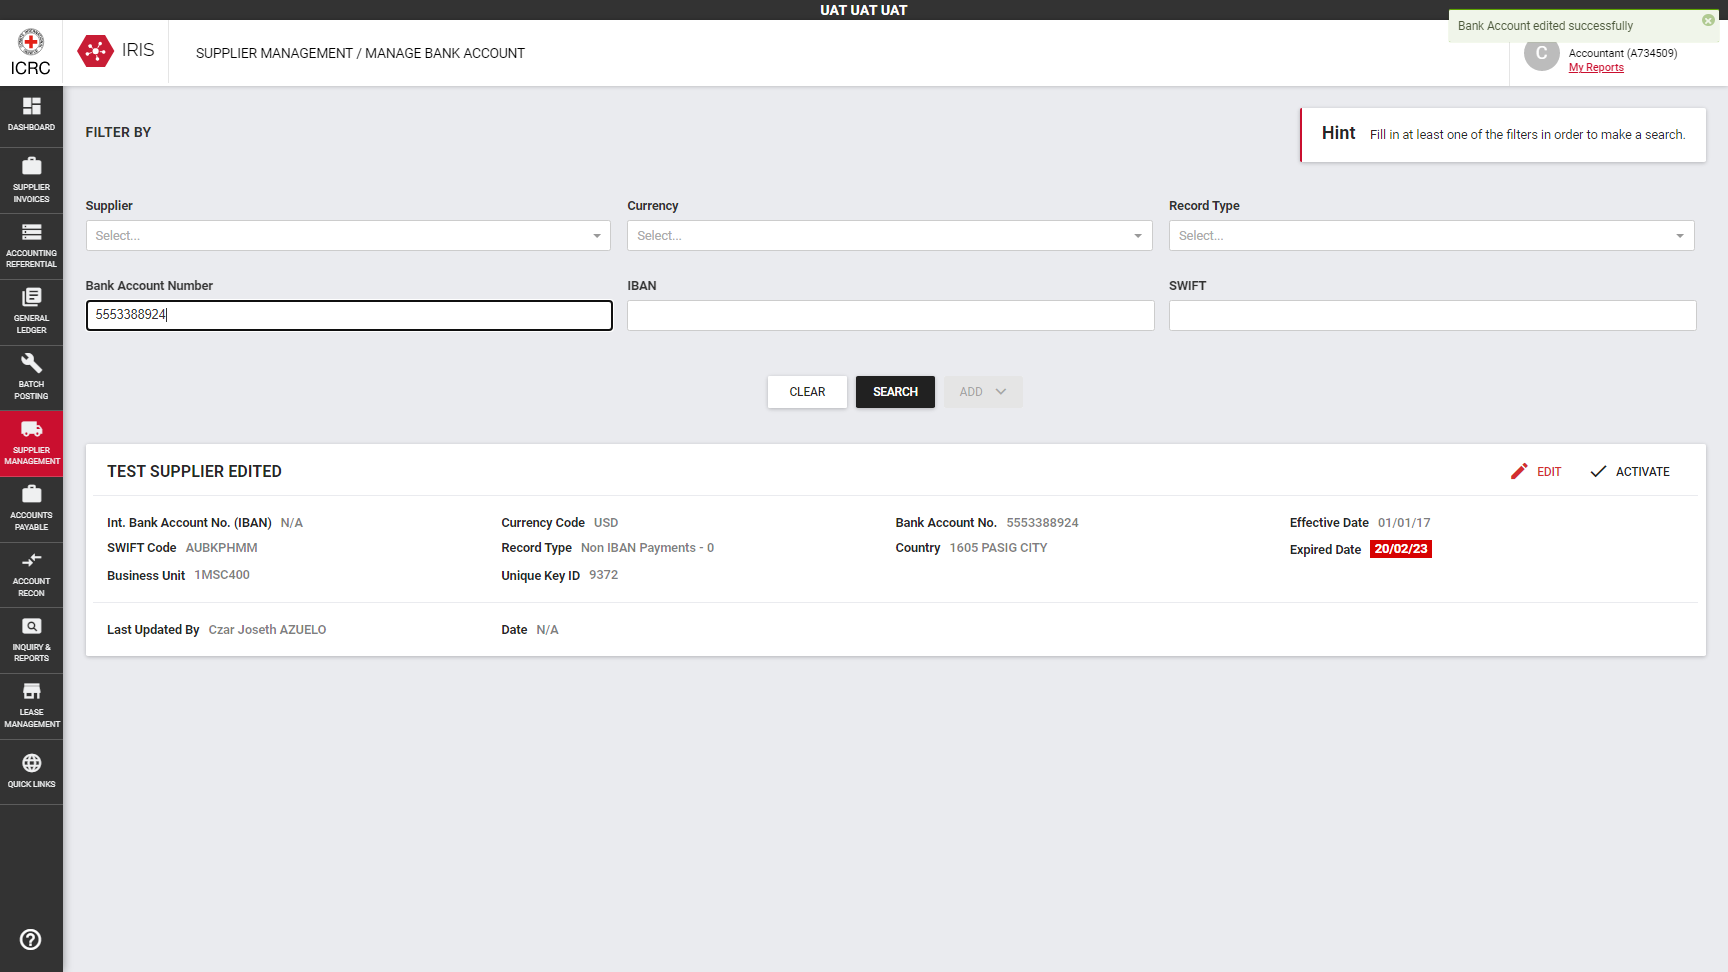 UAT UAT UAT
Bank Account edited successfully
ICRC
IRIS
SUPPLIER MANAGEMENT / MANAGE BANK ACCOUNT
C
Accountant (A734509)
My Reports
DASHBOARD
SUPPLIER
INVOICES
ACCOUNTING
REFERENTIAL
GENERAL
LEDGER
BATCH
POSTING
SUPPLIER
MANAGEMENT
ACCOUNTS
PAYABLE
ACCOUNT
RECON
INQUIRY &
REPORTS
LEASE
MANAGEMENT
QUICK LINKS
FILTER BY
Hint Fill in at least one of the filters in order to make a search.
Supplier Currency Record Type
Select... Select... Select...
Bank Account Number IBAN SWIFT
5553388924
CLEAR SEARCH ADD
TEST SUPPLIER EDITED EDIT ACTIVATE
Int. Bank Account No. (IBAN) N/A Currency Code USD Bank Account No. 5553388924 Effective Date 01/01/17
SWIFT Code AUBKPHMM Record Type Non IBAN Payments - 0 Country 1605 PASIG CITY Expired Date 20/02/23
Business Unit 1MSC400 Unique Key ID 9372
Last Updated By Czar Joseth AZUELO Date N/A